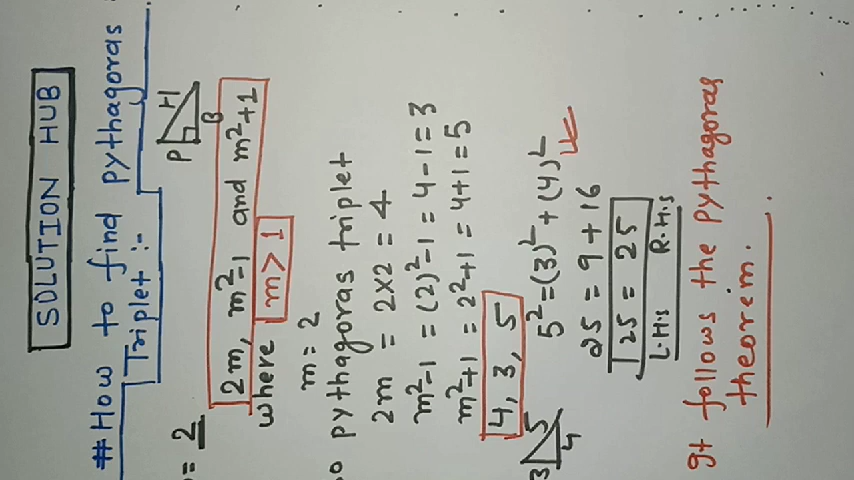 SOLUTION HUB
# How to find pythagoras
Triplet :-
P H B
= 2
2m, m²-1 and m²+1
where m > 1
m = 2
pythagoras triplet
2m = 2×2 = 4
m²-1 = (2)²-1 = 4-1 = 3
m²+1 = 2²+1 = 4+1 = 5
4, 3, 5
3 5 4
5² = (3)² + (4)²
25 = 9 + 16
25 = 25
L.H.S R.H.S
It follows the pythagoras
theorem.